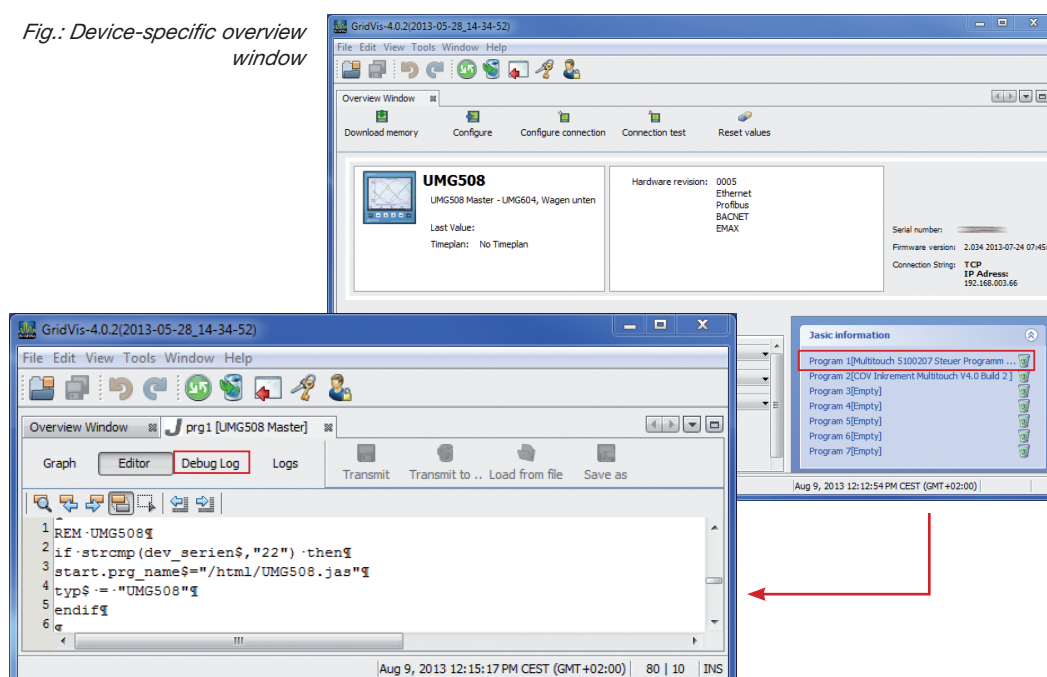 Fig.: Device-specific overview
window
GridVis-4.0.2(2013-05-28_14-34-52)
File Edit View Tools Window Help
Overview Window
Download memory Configure Configure connection Connection test Reset values
UMG508
UMG508 Master - UMG604, Wagen unten
Last Value:
Timeplan: No Timeplan
Hardware revision: 0005
Ethernet
Profibus
BACNET
EMAX
Serial number:
Firmware version: 2.034 2013-07-24 07:45:
Connection String: TCP
IP Adress:
192.168.003.66
Jasic information
Program 1[Multitouch 5100207 Steuer Programm ...
Program 2[COV Inkrement Multitouch V4.0 Build 2 ]
Program 3[Empty]
Program 4[Empty]
Program 5[Empty]
Program 6[Empty]
Program 7[Empty]
Aug 9, 2013 12:12:54 PM CEST (GMT+02:00)
GridVis-4.0.2(2013-05-28_14-34-52)
File Edit View Tools Window Help
Overview Window prg1 [UMG508 Master]
Graph Editor Debug Log Logs Transmit Transmit to .. Load from file Save as
1 REM·UMG508¶
2 if·strcmp(dev_serien$,"22")·then¶
3 start.prg_name$="/html/UMG508.jas"¶
4 typ$·=·"UMG508"¶
5 endif¶
6 ¶
Aug 9, 2013 12:15:17 PM CEST (GMT+02:00) 80 | 10 INS